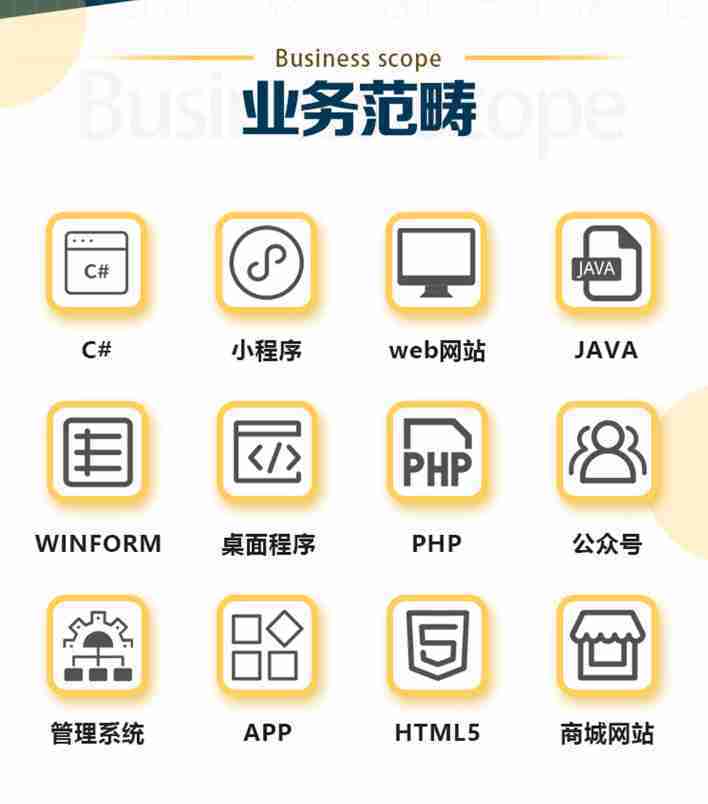 Business scope
Business scope
业务范畴
C#
JAVA
C# 小程序 web网站 JAVA
PHP
WINFORM 桌面程序 PHP 公众号
5
管理系统 APP HTML5 商城网站